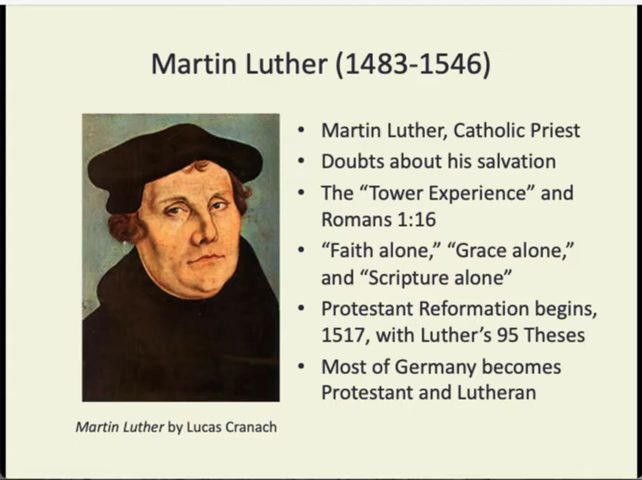 Martin Luther (1483-1546)
• Martin Luther, Catholic Priest
• Doubts about his salvation
• The “Tower Experience” and
Romans 1:16
• “Faith alone,” “Grace alone,”
and “Scripture alone”
• Protestant Reformation begins,
1517, with Luther’s 95 Theses
• Most of Germany becomes
Protestant and Lutheran
Martin Luther by Lucas Cranach